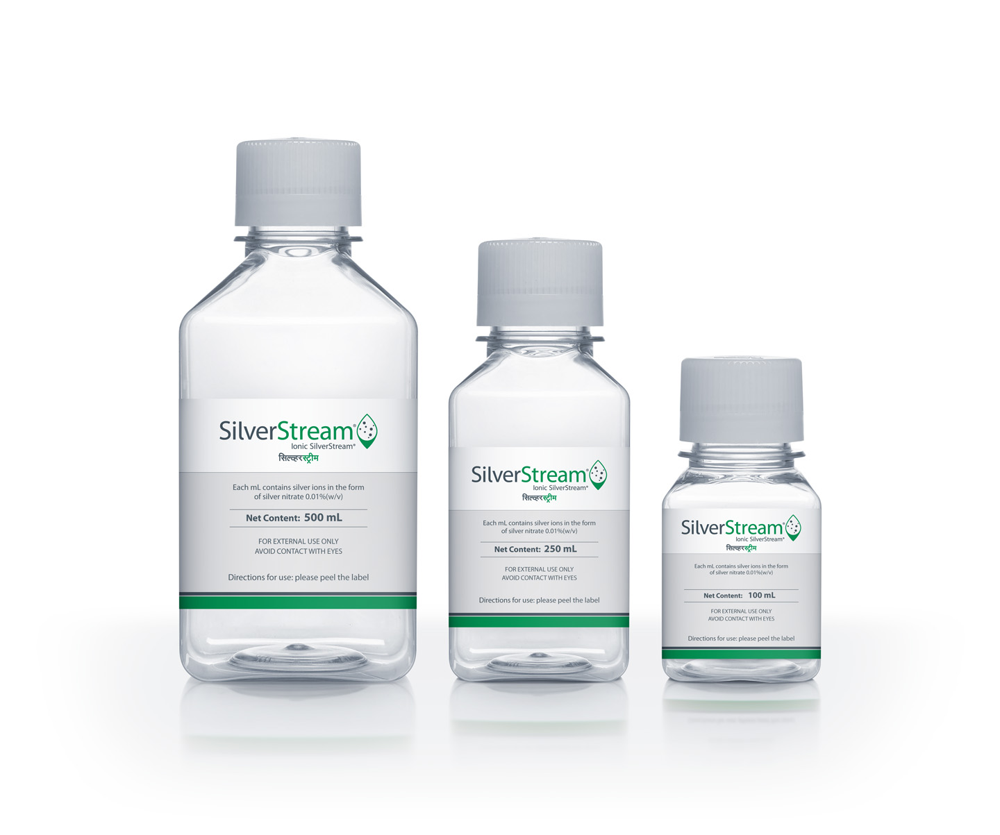 SilverStream®
Ionic SilverStream®
सिल्व्हरस्ट्रीम
Each mL contains silver ions in the form
of silver nitrate 0.01%(w/v)
Net Content: 500 mL
FOR EXTERNAL USE ONLY
AVOID CONTACT WITH EYES
Directions for use: please peel the label
SilverStream®
Ionic SilverStream®
सिल्व्हरस्ट्रीम
Each mL contains silver ions in the form
of silver nitrate 0.01%(w/v)
Net Content: 250 mL
FOR EXTERNAL USE ONLY
AVOID CONTACT WITH EYES
Directions for use: please peel the label
SilverStream®
Ionic SilverStream®
सिल्व्हरस्ट्रीम
Each mL contains silver ions in the form
of silver nitrate 0.01%(w/v)
Net Content: 100 mL
FOR EXTERNAL USE ONLY
AVOID CONTACT WITH EYES
Directions for use: please peel the label